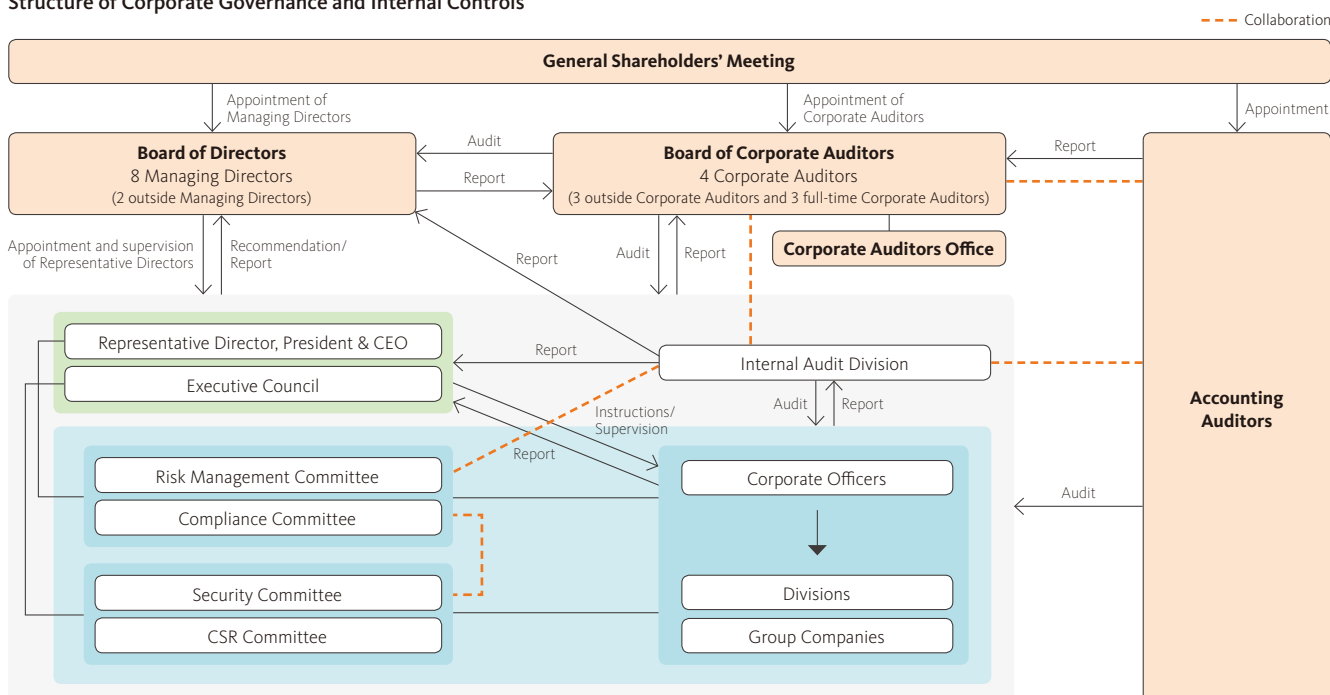 Structure of Corporate Governance and Internal Controls
Collaboration
General Shareholders' Meeting
Appointment of
Managing Directors
Appointment of
Corporate Auditors
Appointment
Board of Directors
8 Managing Directors
(2 outside Managing Directors)
Audit
Report
Board of Corporate Auditors
4 Corporate Auditors
(3 outside Corporate Auditors and 3 full-time Corporate Auditors)
Report
Appointment and supervision
of Representative Directors
Recommendation/
Report
Report
Audit
Report
Corporate Auditors Office
Representative Director, President & CEO
Executive Council
Report
Internal Audit Division
Audit
Report
Instructions/
Supervision
Report
Accounting
Auditors
Risk Management Committee
Compliance Committee
Corporate Officers
Audit
Security Committee
CSR Committee
Divisions
Group Companies